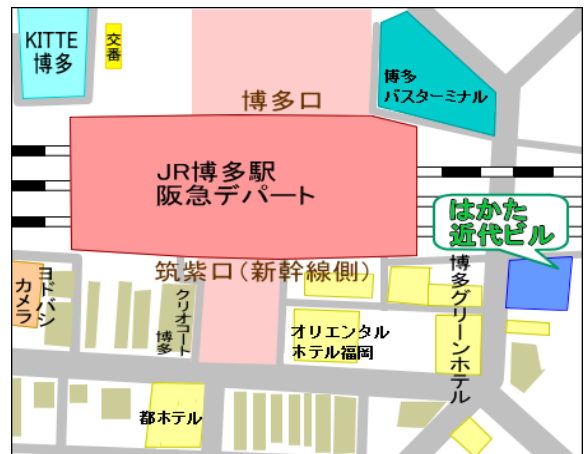 KITTE
博多
交番
博多
バスターミナル
博多口
JR博多駅
阪急デパート
はかた
近代ビル
筑紫口（新幹線側）
ヨドバシ
カメラ
クリオコート
博多
オリエンタル
ホテル福岡
博多グリーンホテル
都ホテル